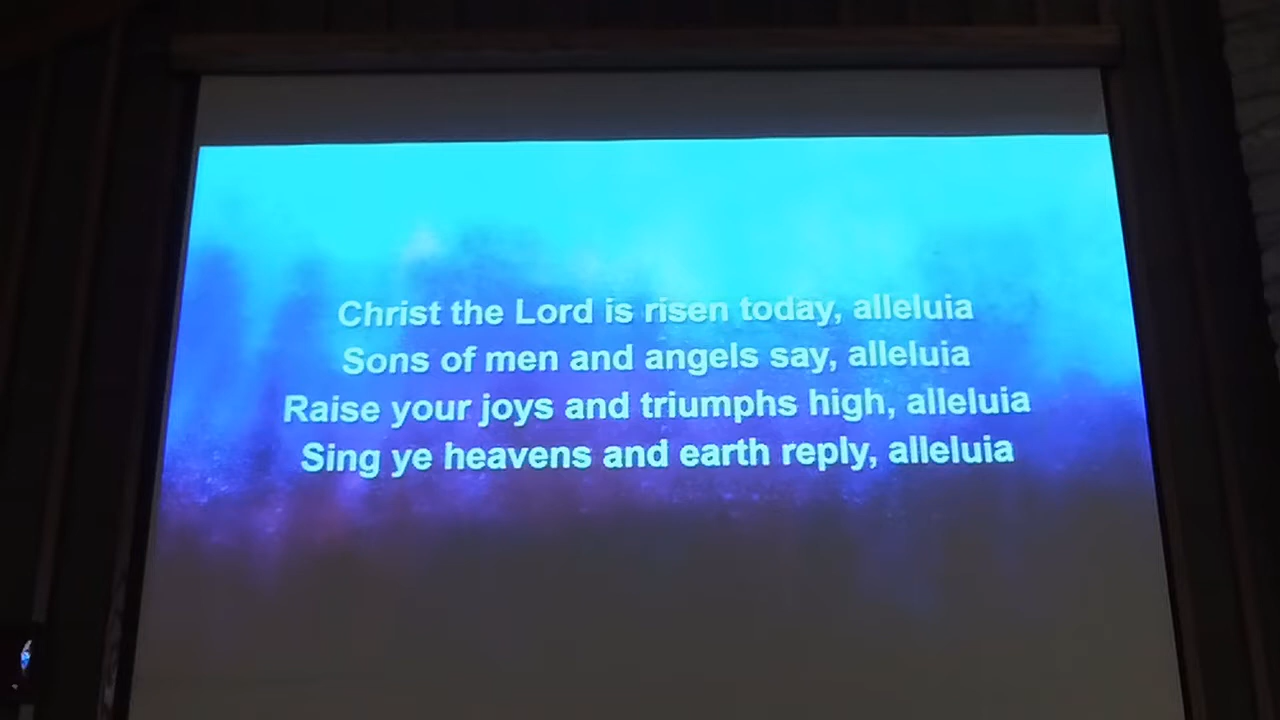 Christ the Lord is risen today, alleluia
Sons of men and angels say, alleluia
Raise your joys and triumphs high, alleluia
Sing ye heavens and earth reply, alleluia